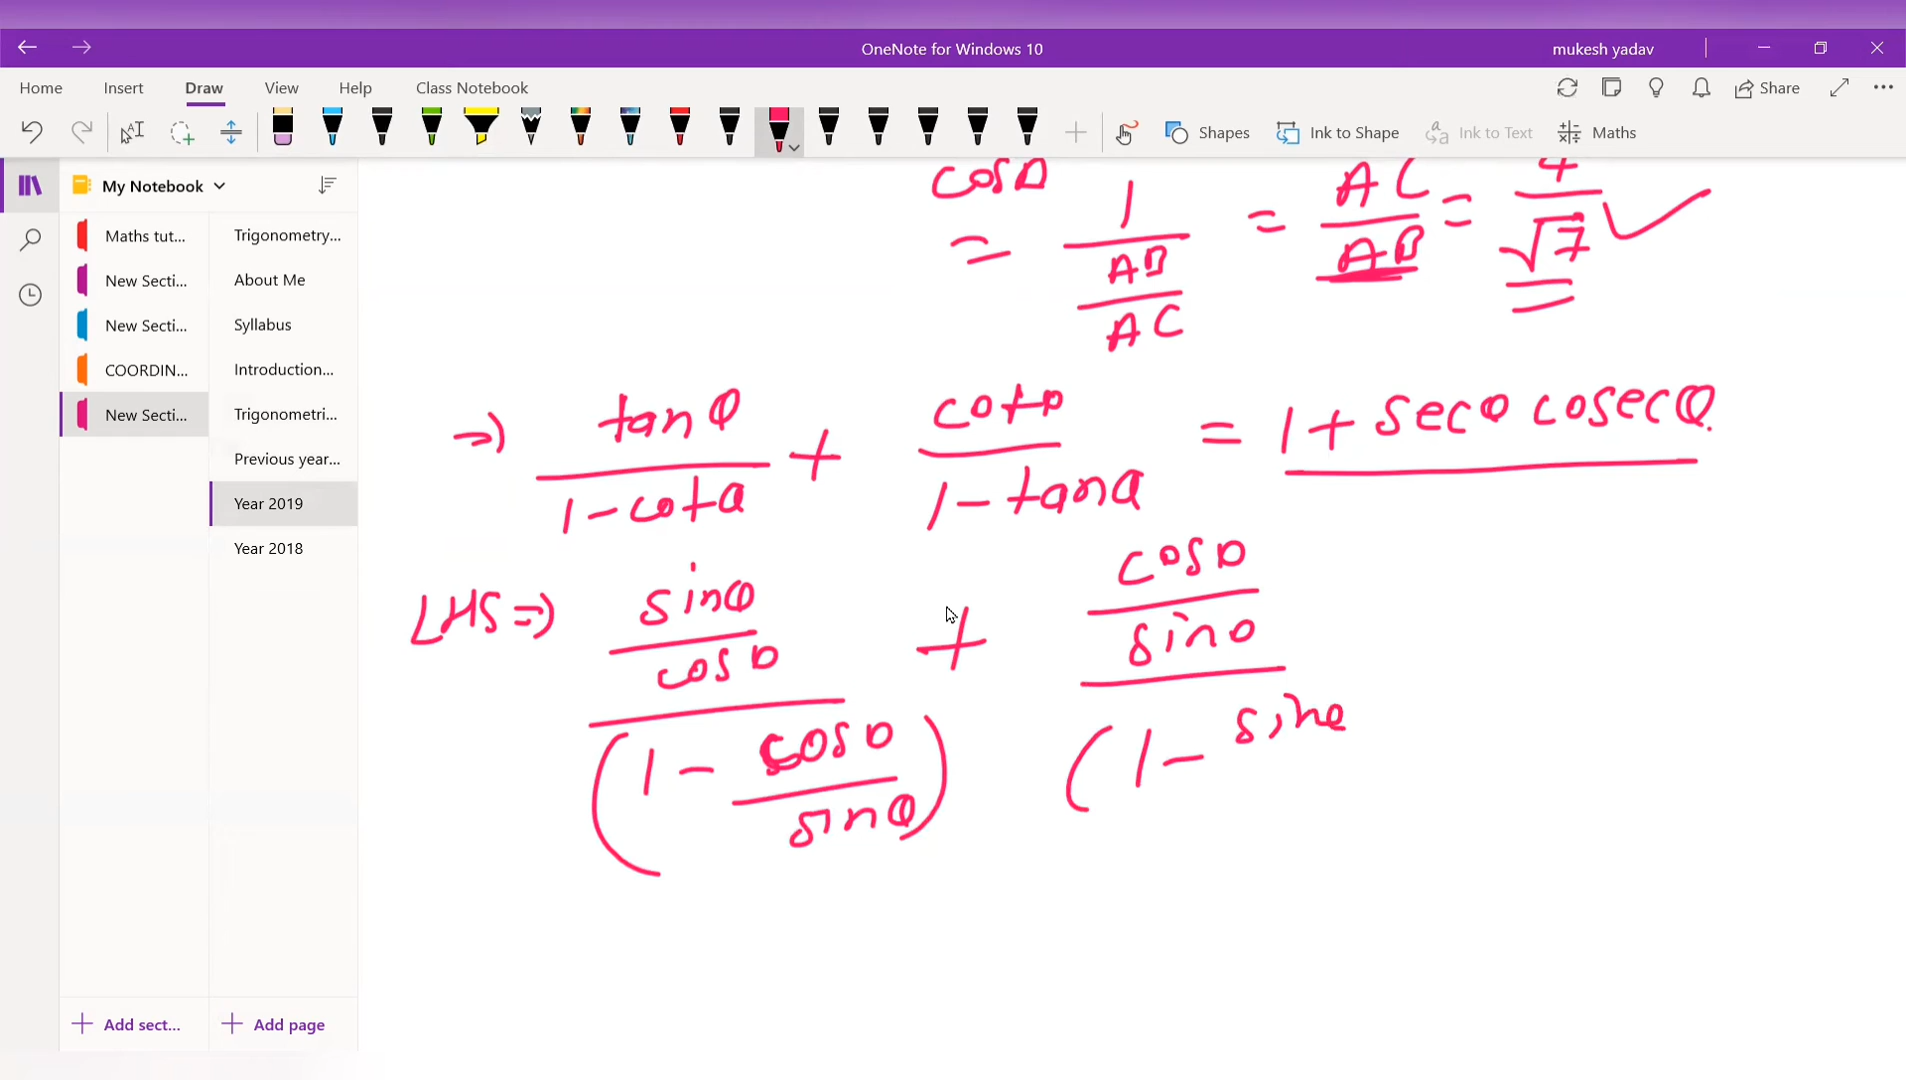 OneNote for Windows 10
mukesh yadav
Home Insert Draw View Help Class Notebook
Share
Shapes Ink to Shape Ink to Text Maths
My Notebook
Maths tut...
New Secti...
New Secti...
COORDIN...
New Secti...
Trigonometry...
About Me
Syllabus
Introduction...
Trigonometri...
Previous year...
Year 2019
Year 2018
Add sect...
Add page
cosA
= 1/(AB/AC) = AC/AB = 4/√7
⇒ tanθ/(1-cotθ) + cotθ/(1-tanθ) = 1+secθ cosecθ
LHS ⇒ (sinθ/cosθ)/(1-cosθ/sinθ) + (cosθ/sinθ)/(1-sinθ